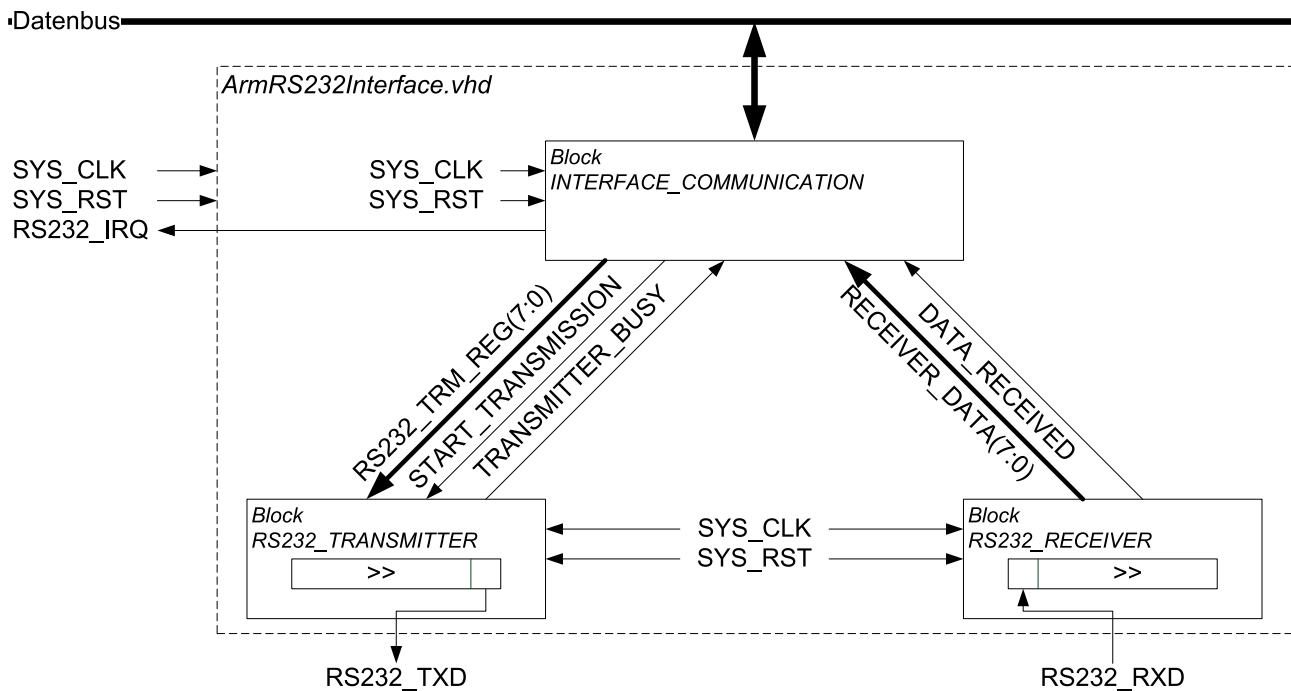 Datenbus
ArmRS232Interface.vhd
Block
INTERFACE_COMMUNICATION
SYS_CLK
SYS_RST
RS232_IRQ
SYS_CLK
SYS_RST
RS232_TRM_REG(7:0)
START_TRANSMISSION
TRANSMITTER_BUSY
RECEIVER_DATA(7:0)
DATA_RECEIVED
Block
RS232_TRANSMITTER
>>
SYS_CLK
SYS_RST
Block
RS232_RECEIVER
>>
RS232_TXD
RS232_RXD